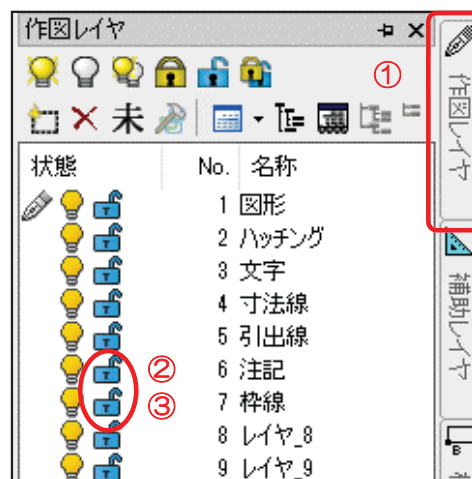 作図レイヤ
①
未
状態 No. 名称
1 図形
2 ハッチング
3 文字
4 寸法線
5 引出線
② 6 注記
③ 7 枠線
8 レイヤ_8
9 レイヤ_9
作図レイヤ
補助レイヤ
B